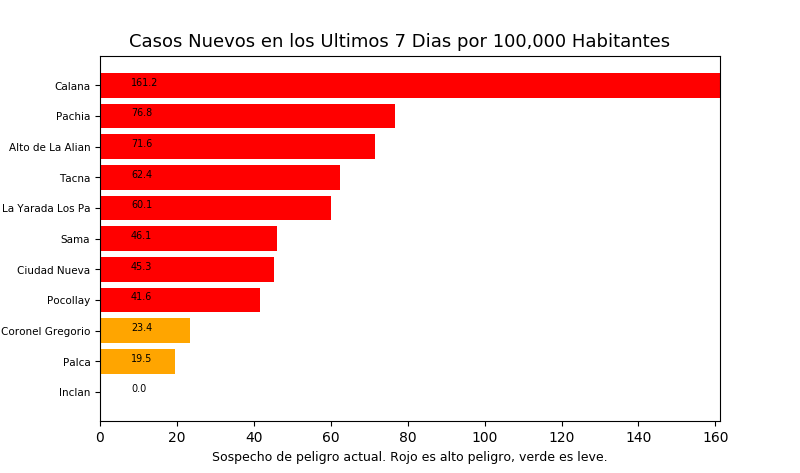 Casos Nuevos en los Ultimos 7 Dias por 100,000 Habitantes
Calana 161.2
Pachia 76.8
Alto de La Alian 71.6
Tacna 62.4
La Yarada Los Pa 60.1
Sama 46.1
Ciudad Nueva 45.3
Pocollay 41.6
Coronel Gregorio 23.4
Palca 19.5
Inclan 0.0
0 20 40 60 80 100 120 140 160
Sospecho de peligro actual. Rojo es alto peligro, verde es leve.